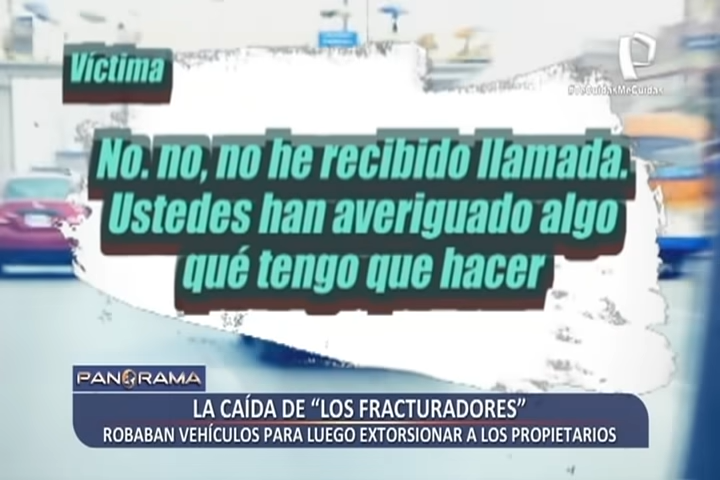 Víctima
#TeCuidasMeCuidas
No. no, no he recibido llamada.
Ustedes han averiguado algo
qué tengo que hacer
PANORAMA
LA CAÍDA DE “LOS FRACTURADORES”
ROBABAN VEHÍCULOS PARA LUEGO EXTORSIONAR A LOS PROPIETARIOS